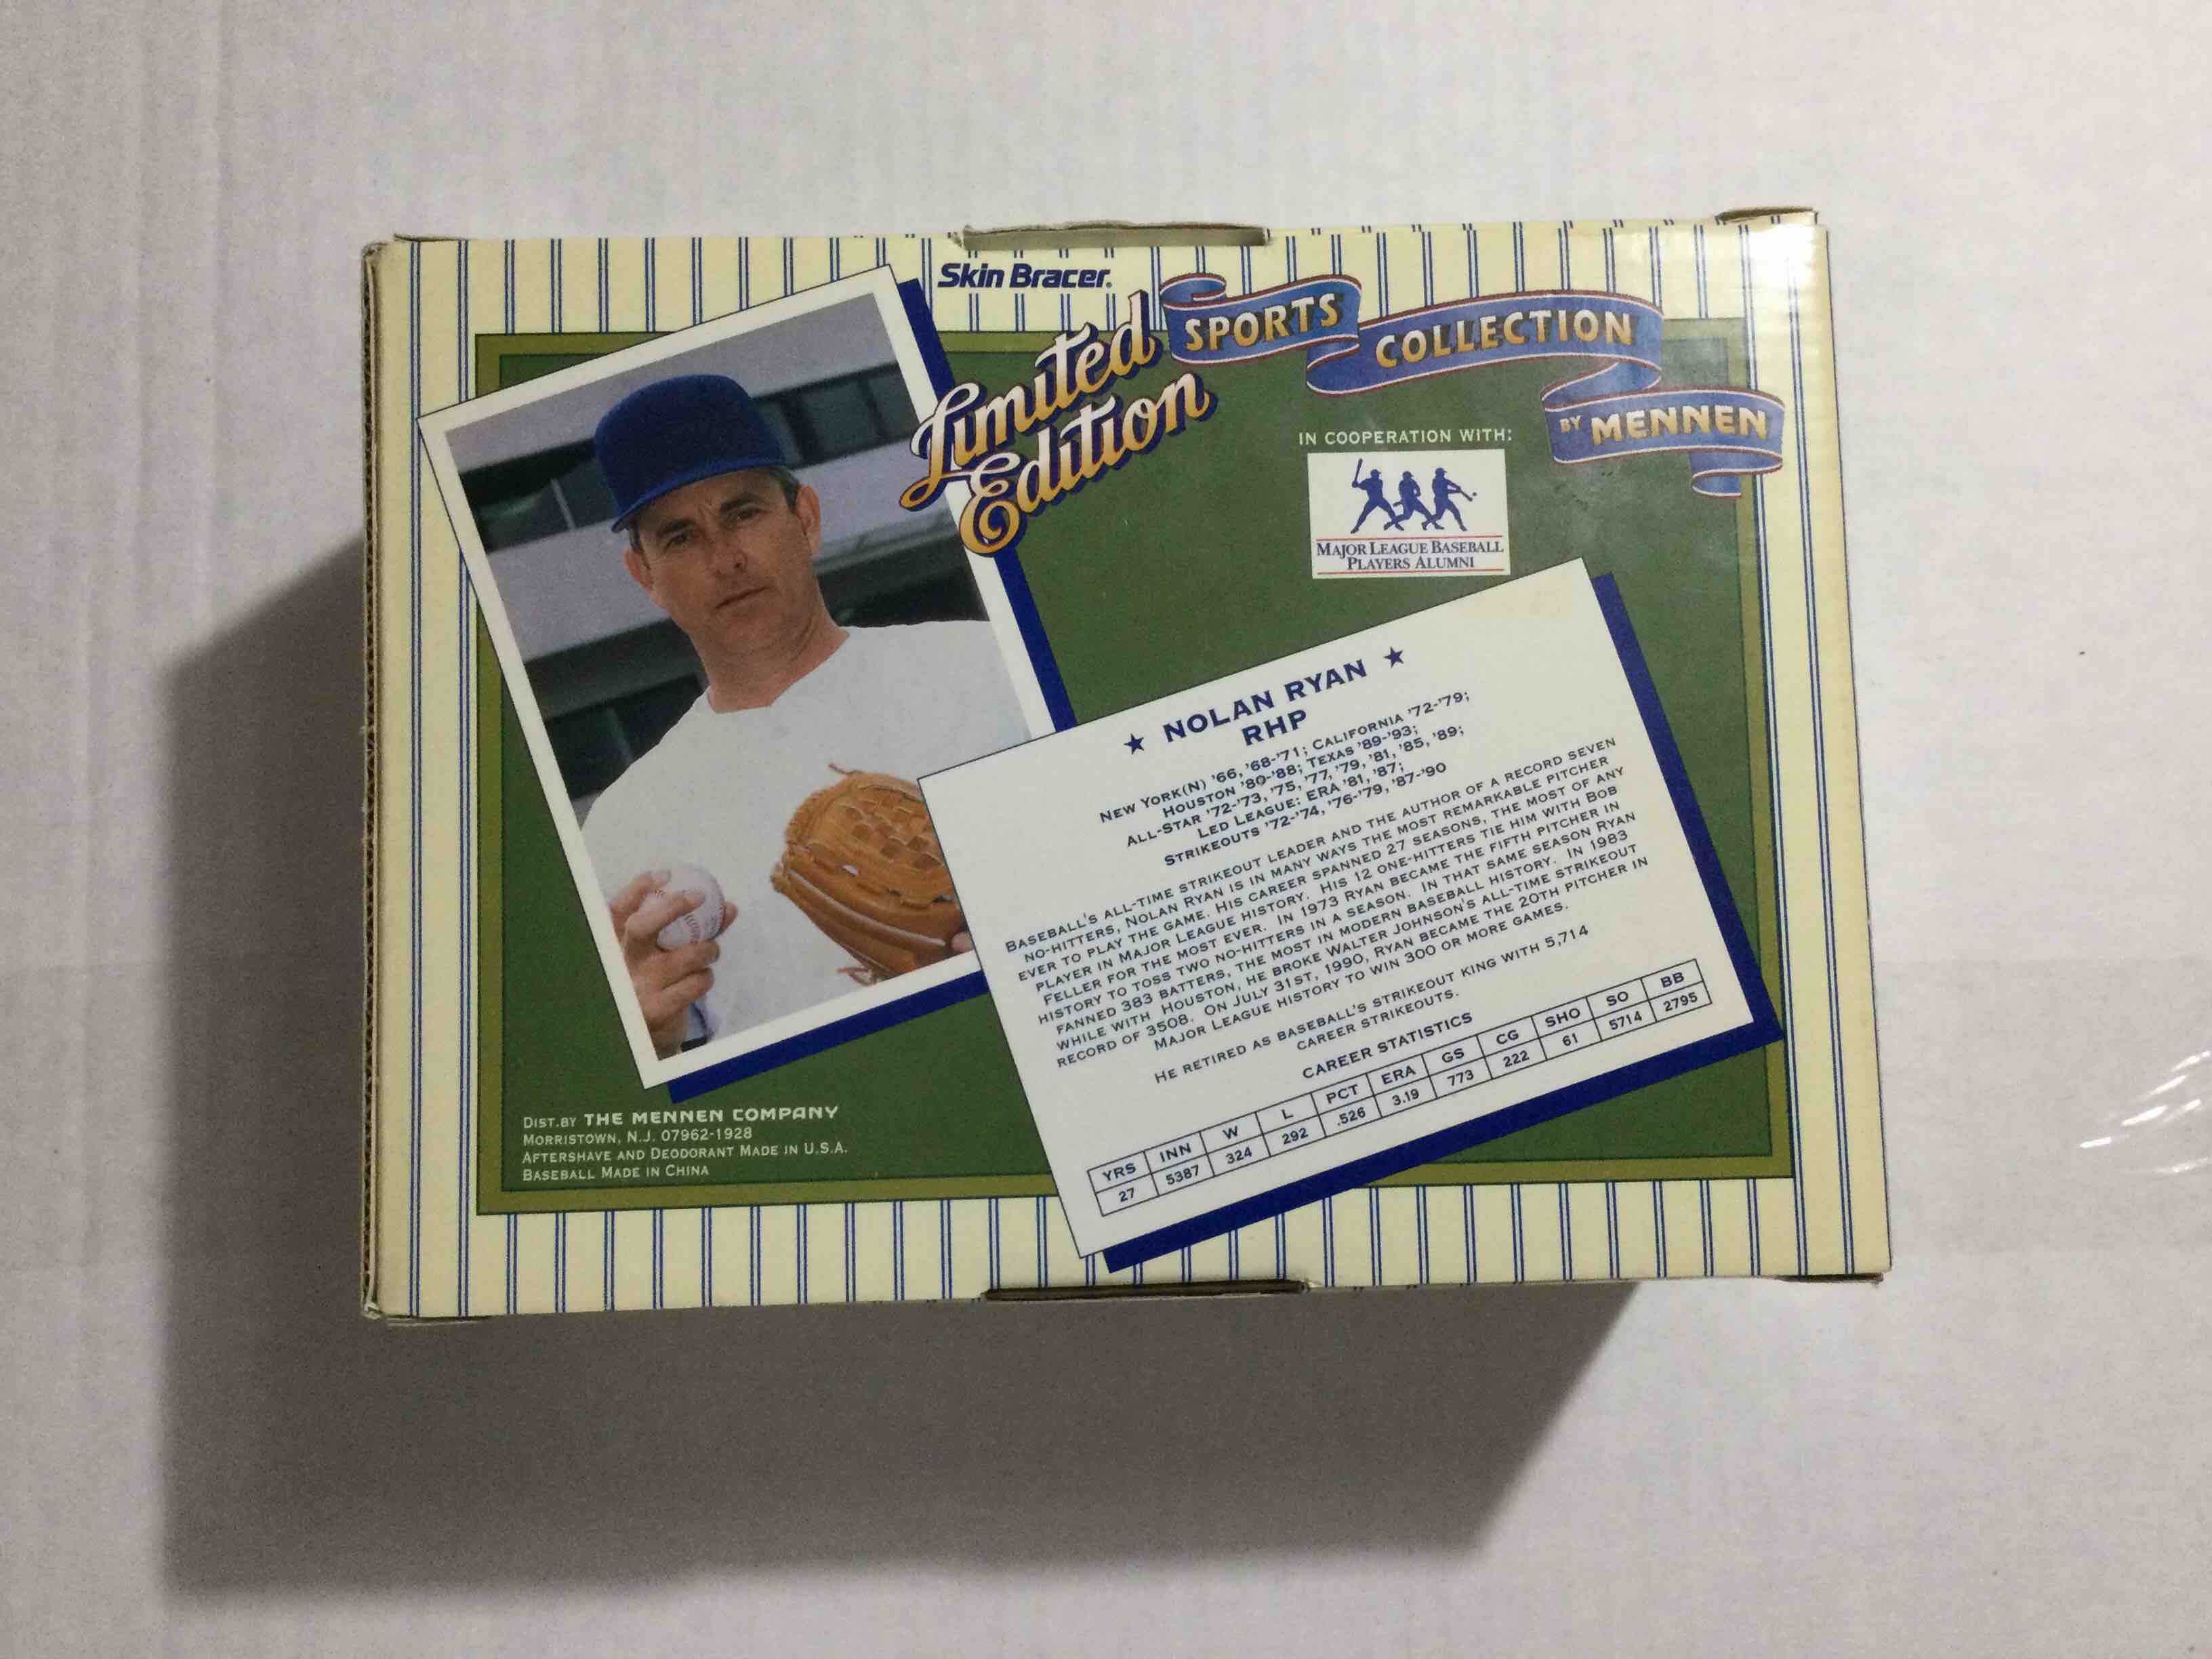 Skin Bracer.
Limited
Edition
SPORTS
COLLECTION
BY MENNEN
IN COOPERATION WITH:
MAJOR LEAGUE BASEBALL
PLAYERS ALUMNI
★ NOLAN RYAN ★
RHP
NEW YORK(N) '66, '68-'71; CALIFORNIA '72-'79;
HOUSTON '80-'88; TEXAS '89-'93;
ALL-STAR '72-'73, '75, '77, '79, '81, '85, '89;
LED LEAGUE: ERA '81, '87;
STRIKEOUTS '72-'74, '76-'79, '87-'90
BASEBALL'S ALL-TIME STRIKEOUT LEADER AND THE AUTHOR OF A RECORD SEVEN
NO-HITTERS, NOLAN RYAN IS IN MANY WAYS THE MOST REMARKABLE PITCHER
EVER TO PLAY THE GAME. HIS CAREER SPANNED 27 SEASONS, THE MOST OF ANY
PLAYER IN MAJOR LEAGUE HISTORY. HIS 12 ONE-HITTERS TIE HIM WITH BOB
FELLER FOR THE MOST EVER. IN 1973 RYAN BECAME THE FIFTH PITCHER IN
HISTORY TO TOSS TWO NO-HITTERS IN A SEASON. IN THAT SAME SEASON RYAN
FANNED 383 BATTERS, THE MOST IN MODERN BASEBALL HISTORY. IN 1983
WHILE WITH HOUSTON, HE BROKE WALTER JOHNSON'S ALL-TIME STRIKEOUT
RECORD OF 3508. ON JULY 31ST, 1990, RYAN BECAME THE 20TH PITCHER IN
MAJOR LEAGUE HISTORY TO WIN 300 OR MORE GAMES.
HE RETIRED AS BASEBALL'S STRIKEOUT KING WITH 5,714
CAREER STRIKEOUTS.
CAREER STATISTICS
YRS INN W L PCT ERA GS CG SHO SO BB
27 5387 324 292 .526 3.19 773 222 61 5714 2795
DIST.BY THE MENNEN COMPANY
MORRISTOWN, N.J. 07962-1928
AFTERSHAVE AND DEODORANT MADE IN U.S.A.
BASEBALL MADE IN CHINA